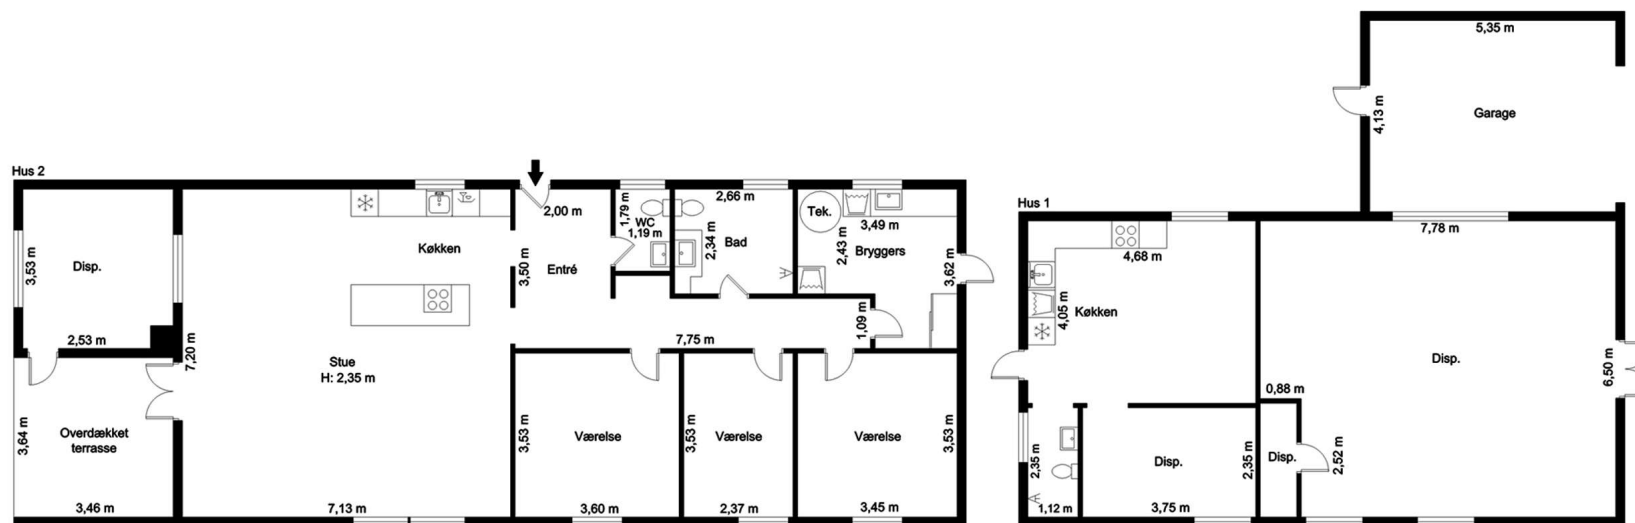 Hus 2
3,53 m
Disp.
2,53 m
3,64 m
Overdækket
terrasse
3,46 m
7,20 m
Køkken
Stue
H: 2,35 m
7,13 m
2,00 m
3,50 m
Entré
1,79 m
WC
1,19 m
2,66 m
2,34 m
Bad
Tek.
3,49 m
2,43 m
Bryggers
3,62 m
1,09 m
7,75 m
3,53 m
Værelse
3,60 m
3,53 m
Værelse
2,37 m
Værelse
3,53 m
3,45 m
Hus 1
4,68 m
4,05 m
Køkken
2,35 m
1,12 m
Disp.
2,35 m
3,75 m
5,35 m
4,13 m
Garage
7,78 m
Disp.
6,50 m
0,88 m
Disp.
2,52 m